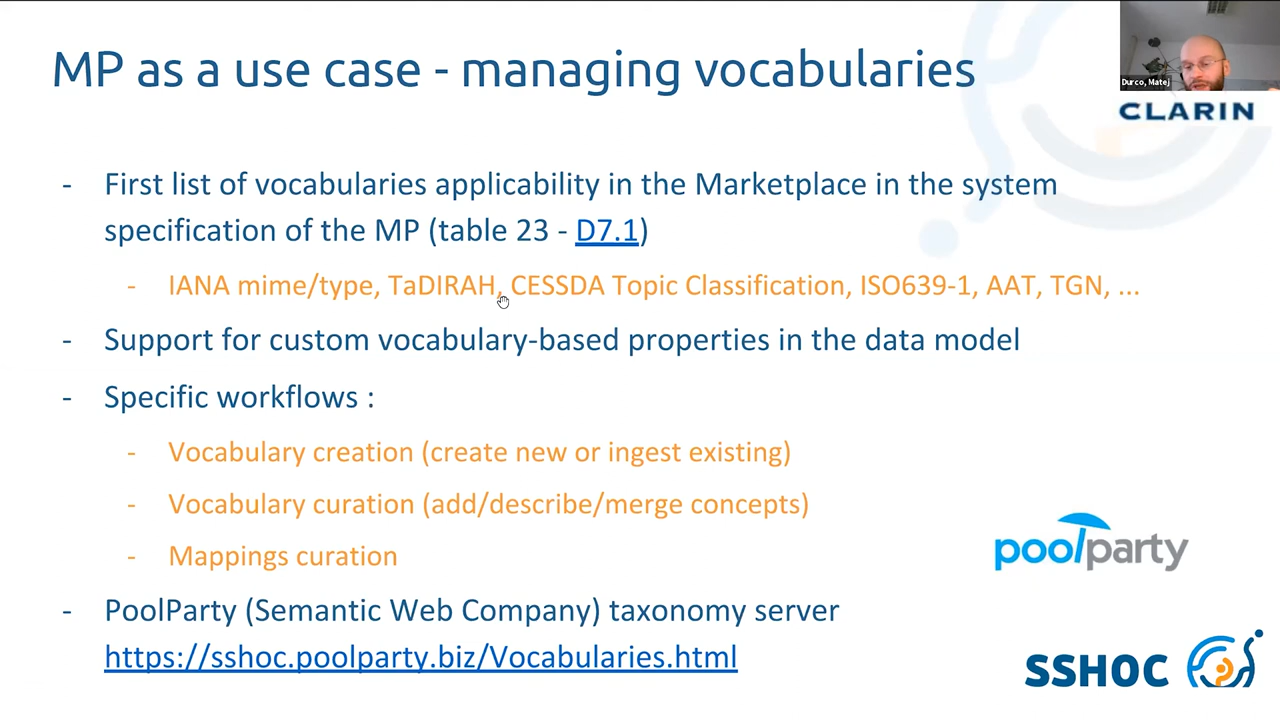 MP as a use case - managing vocabularies
Durco, Matej
CLARIN
- First list of vocabularies applicability in the Marketplace in the system
specification of the MP (table 23 - D7.1)
- IANA mime/type, TaDIRAH, CESSDA Topic Classification, ISO639-1, AAT, TGN, ...
- Support for custom vocabulary-based properties in the data model
- Specific workflows :
- Vocabulary creation (create new or ingest existing)
- Vocabulary curation (add/describe/merge concepts)
- Mappings curation
poolparty
- PoolParty (Semantic Web Company) taxonomy server
https://sshoc.poolparty.biz/Vocabularies.html
SSHOC